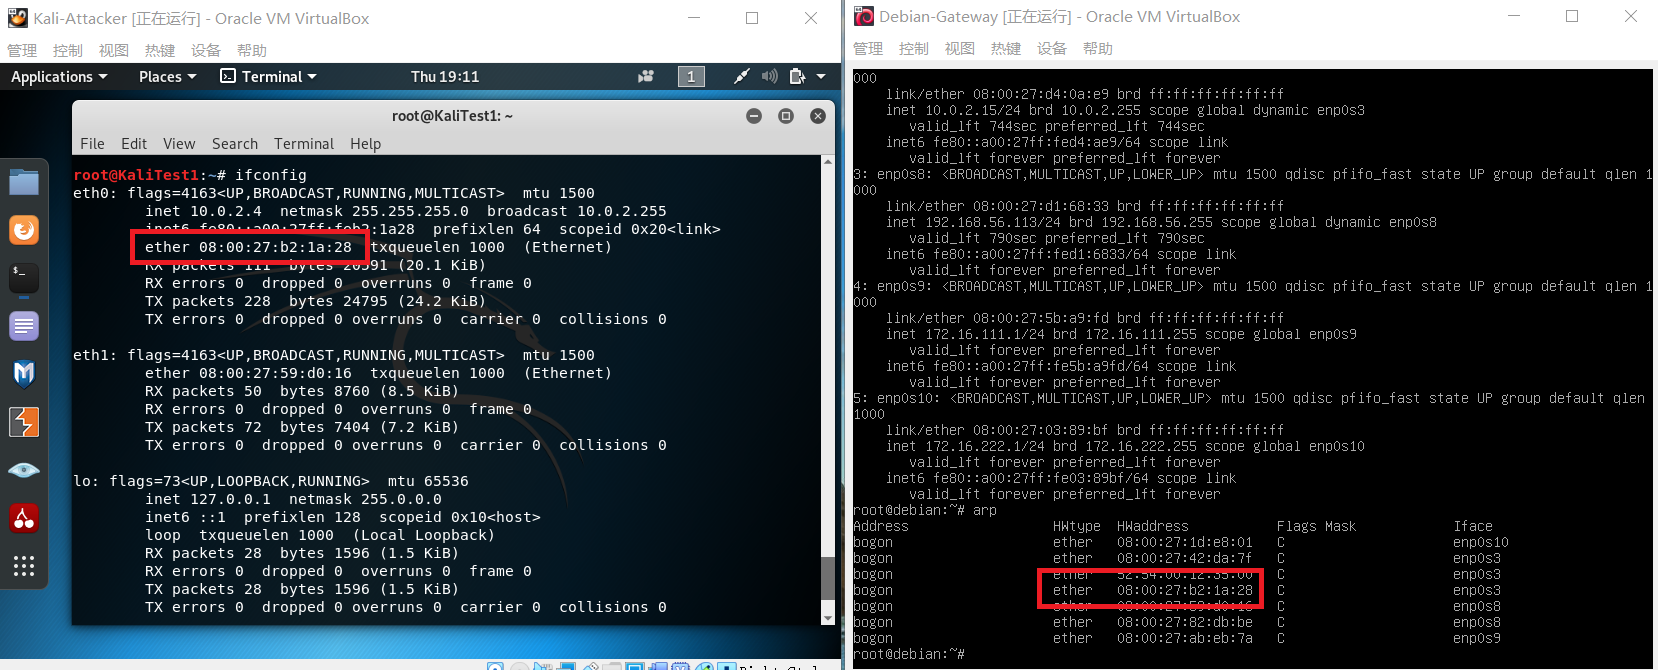 Kali-Attacker [正在运行] - Oracle VM VirtualBox
管理 控制 视图 热键 设备 帮助
Applications Places Terminal Thu 19:11 1
root@KaliTest1: ~
File Edit View Search Terminal Help
root@KaliTest1:~# ifconfig
eth0: flags=4163<UP,BROADCAST,RUNNING,MULTICAST> mtu 1500
inet 10.0.2.4 netmask 255.255.255.0 broadcast 10.0.2.255
inet6 fe80::a00:27ff:feb2:1a28 prefixlen 64 scopeid 0x20<link>
ether 08:00:27:b2:1a:28 txqueuelen 1000 (Ethernet)
RX packets 111 bytes 20591 (20.1 KiB)
RX errors 0 dropped 0 overruns 0 frame 0
TX packets 228 bytes 24795 (24.2 KiB)
TX errors 0 dropped 0 overruns 0 carrier 0 collisions 0
eth1: flags=4163<UP,BROADCAST,RUNNING,MULTICAST> mtu 1500
ether 08:00:27:59:d0:16 txqueuelen 1000 (Ethernet)
RX packets 50 bytes 8760 (8.5 KiB)
RX errors 0 dropped 0 overruns 0 frame 0
TX packets 72 bytes 7404 (7.2 KiB)
TX errors 0 dropped 0 overruns 0 carrier 0 collisions 0
lo: flags=73<UP,LOOPBACK,RUNNING> mtu 65536
inet 127.0.0.1 netmask 255.0.0.0
inet6 ::1 prefixlen 128 scopeid 0x10<host>
loop txqueuelen 1000 (Local Loopback)
RX packets 28 bytes 1596 (1.5 KiB)
RX errors 0 dropped 0 overruns 0 frame 0
TX packets 28 bytes 1596 (1.5 KiB)
TX errors 0 dropped 0 overruns 0 carrier 0 collisions 0
Debian-Gateway [正在运行] - Oracle VM VirtualBox
管理 控制 视图 热键 设备 帮助
000
link/ether 08:00:27:d4:0a:e9 brd ff:ff:ff:ff:ff:ff
inet 10.0.2.15/24 brd 10.0.2.255 scope global dynamic enp0s3
valid_lft 744sec preferred_lft 744sec
inet6 fe80::a00:27ff:fed4:ae9/64 scope link
valid_lft forever preferred_lft forever
3: enp0s8: <BROADCAST,MULTICAST,UP,LOWER_UP> mtu 1500 qdisc pfifo_fast state UP group default qlen 1
000
link/ether 08:00:27:d1:68:33 brd ff:ff:ff:ff:ff:ff
inet 192.168.56.113/24 brd 192.168.56.255 scope global dynamic enp0s8
valid_lft 790sec preferred_lft 790sec
inet6 fe80::a00:27ff:fed1:6833/64 scope link
valid_lft forever preferred_lft forever
4: enp0s9: <BROADCAST,MULTICAST,UP,LOWER_UP> mtu 1500 qdisc pfifo_fast state UP group default qlen 1
000
link/ether 08:00:27:5b:a9:fd brd ff:ff:ff:ff:ff:ff
inet 172.16.111.1/24 brd 172.16.111.255 scope global enp0s9
valid_lft forever preferred_lft forever
inet6 fe80::a00:27ff:fe5b:a9fd/64 scope link
valid_lft forever preferred_lft forever
5: enp0s10: <BROADCAST,MULTICAST,UP,LOWER_UP> mtu 1500 qdisc pfifo_fast state UP group default qlen
1000
link/ether 08:00:27:03:89:bf brd ff:ff:ff:ff:ff:ff
inet 172.16.222.1/24 brd 172.16.222.255 scope global enp0s10
valid_lft forever preferred_lft forever
inet6 fe80::a00:27ff:fe03:89bf/64 scope link
valid_lft forever preferred_lft forever
root@debian:~# arp
Address HWtype HWaddress Flags Mask Iface
bogon ether 08:00:27:1d:e8:01 C enp0s10
bogon ether 08:00:27:42:da:7f C enp0s3
bogon ether 52:54:00:12:35:00 C enp0s3
bogon ether 08:00:27:b2:1a:28 C enp0s3
bogon ether 08:00:27:59:d0:16 C enp0s8
bogon ether 08:00:27:82:db:be C enp0s8
bogon ether 08:00:27:ab:eb:7a C enp0s9
root@debian:~#